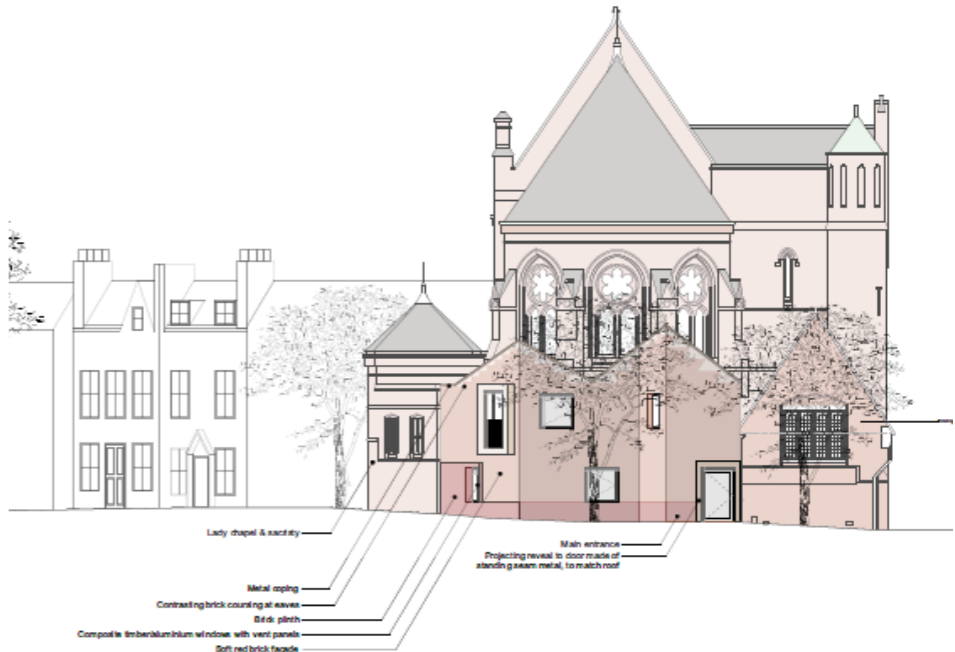 Lady chapel & sacristy
Metal coping
Contrasting brick coursing at eaves
Brick plinth
Composite timber/aluminium windows with vent panels
Soft red brick façade
Main entrance
Projecting reveal to door made of
standing seam metal, to match roof